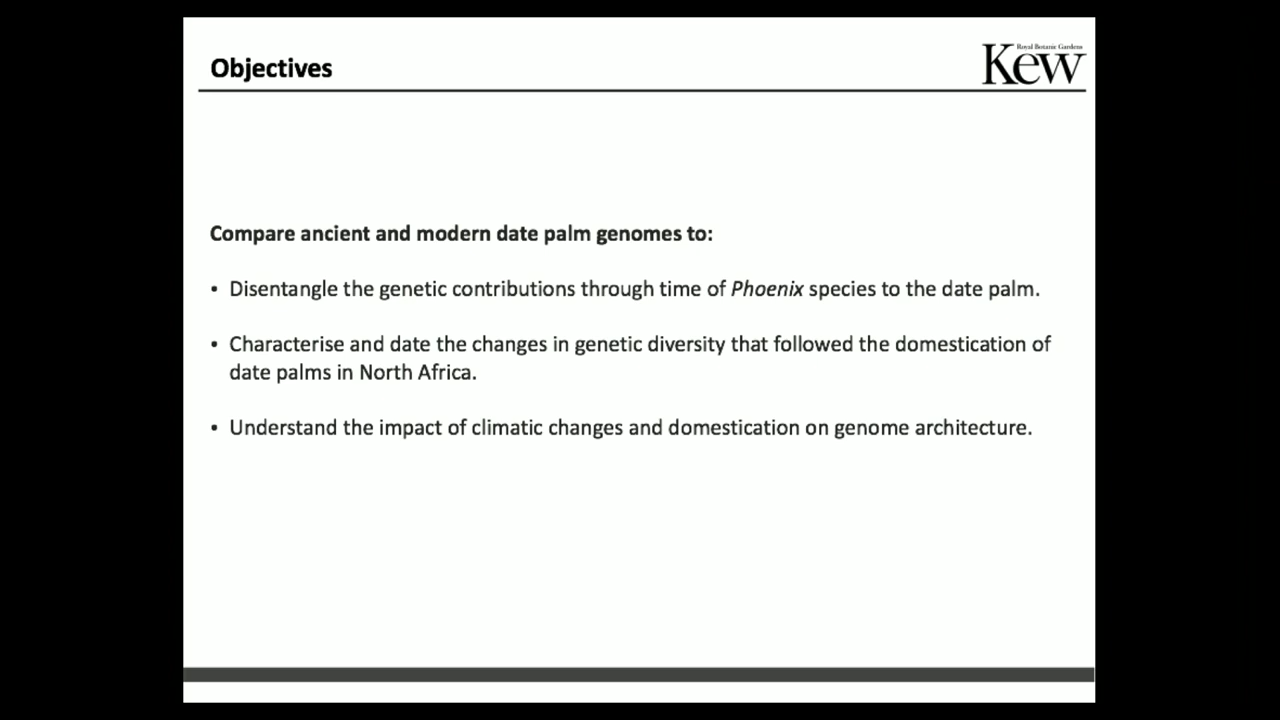 Objectives
Royal Botanic Gardens
Kew
Compare ancient and modern date palm genomes to:
• Disentangle the genetic contributions through time of Phoenix species to the date palm.
• Characterise and date the changes in genetic diversity that followed the domestication of
date palms in North Africa.
• Understand the impact of climatic changes and domestication on genome architecture.